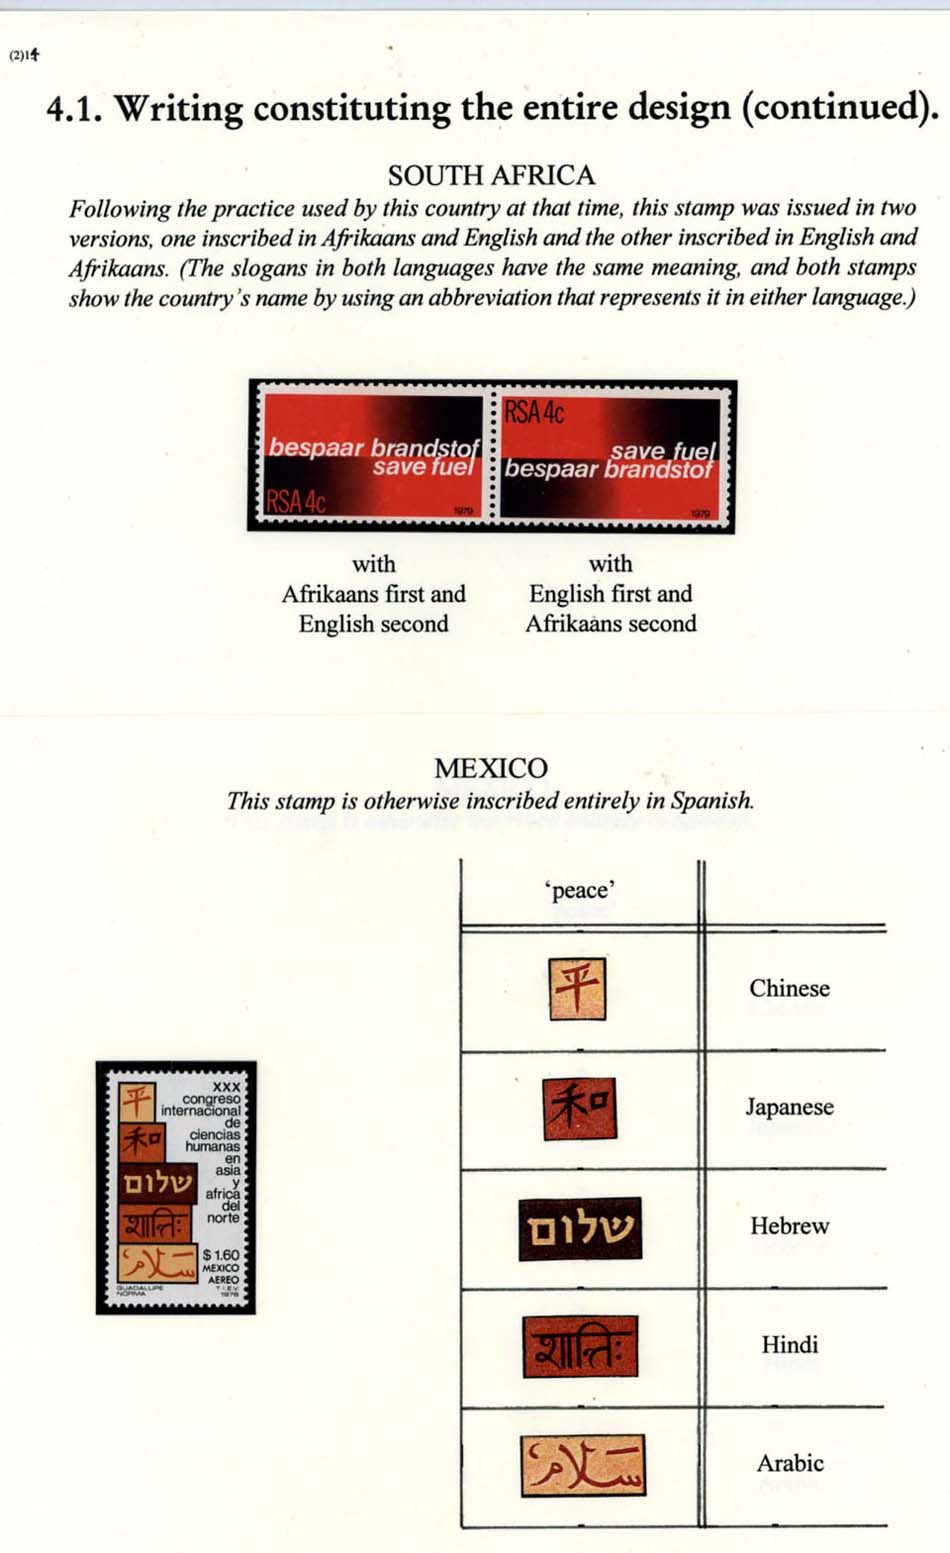 (2)14
4.1. Writing constituting the entire design (continued).
SOUTH AFRICA
Following the practice used by this country at that time, this stamp was issued in two
versions, one inscribed in Afrikaans and English and the other inscribed in English and
Afrikaans. (The slogans in both languages have the same meaning, and both stamps
show the country's name by using an abbreviation that represents it in either language.)
bespaar brandstof
save fuel
RSA 4c
1979
RSA 4c
save fuel
bespaar brandstof
1979
with
Afrikaans first and
English second
with
English first and
Afrikaans second
MEXICO
This stamp is otherwise inscribed entirely in Spanish.
平
和
שלום
शान्तिः
سلام
XXX
congreso
internacional
de
ciencias
humanas
en
asia
y
africa
del
norte
$ 1.60
MEXICO
AEREO
GUADALUPE
NORMA
T.I.E.V.
1976
'peace'
平
Chinese
和
Japanese
שלום
Hebrew
शान्तिः
Hindi
سلام
Arabic